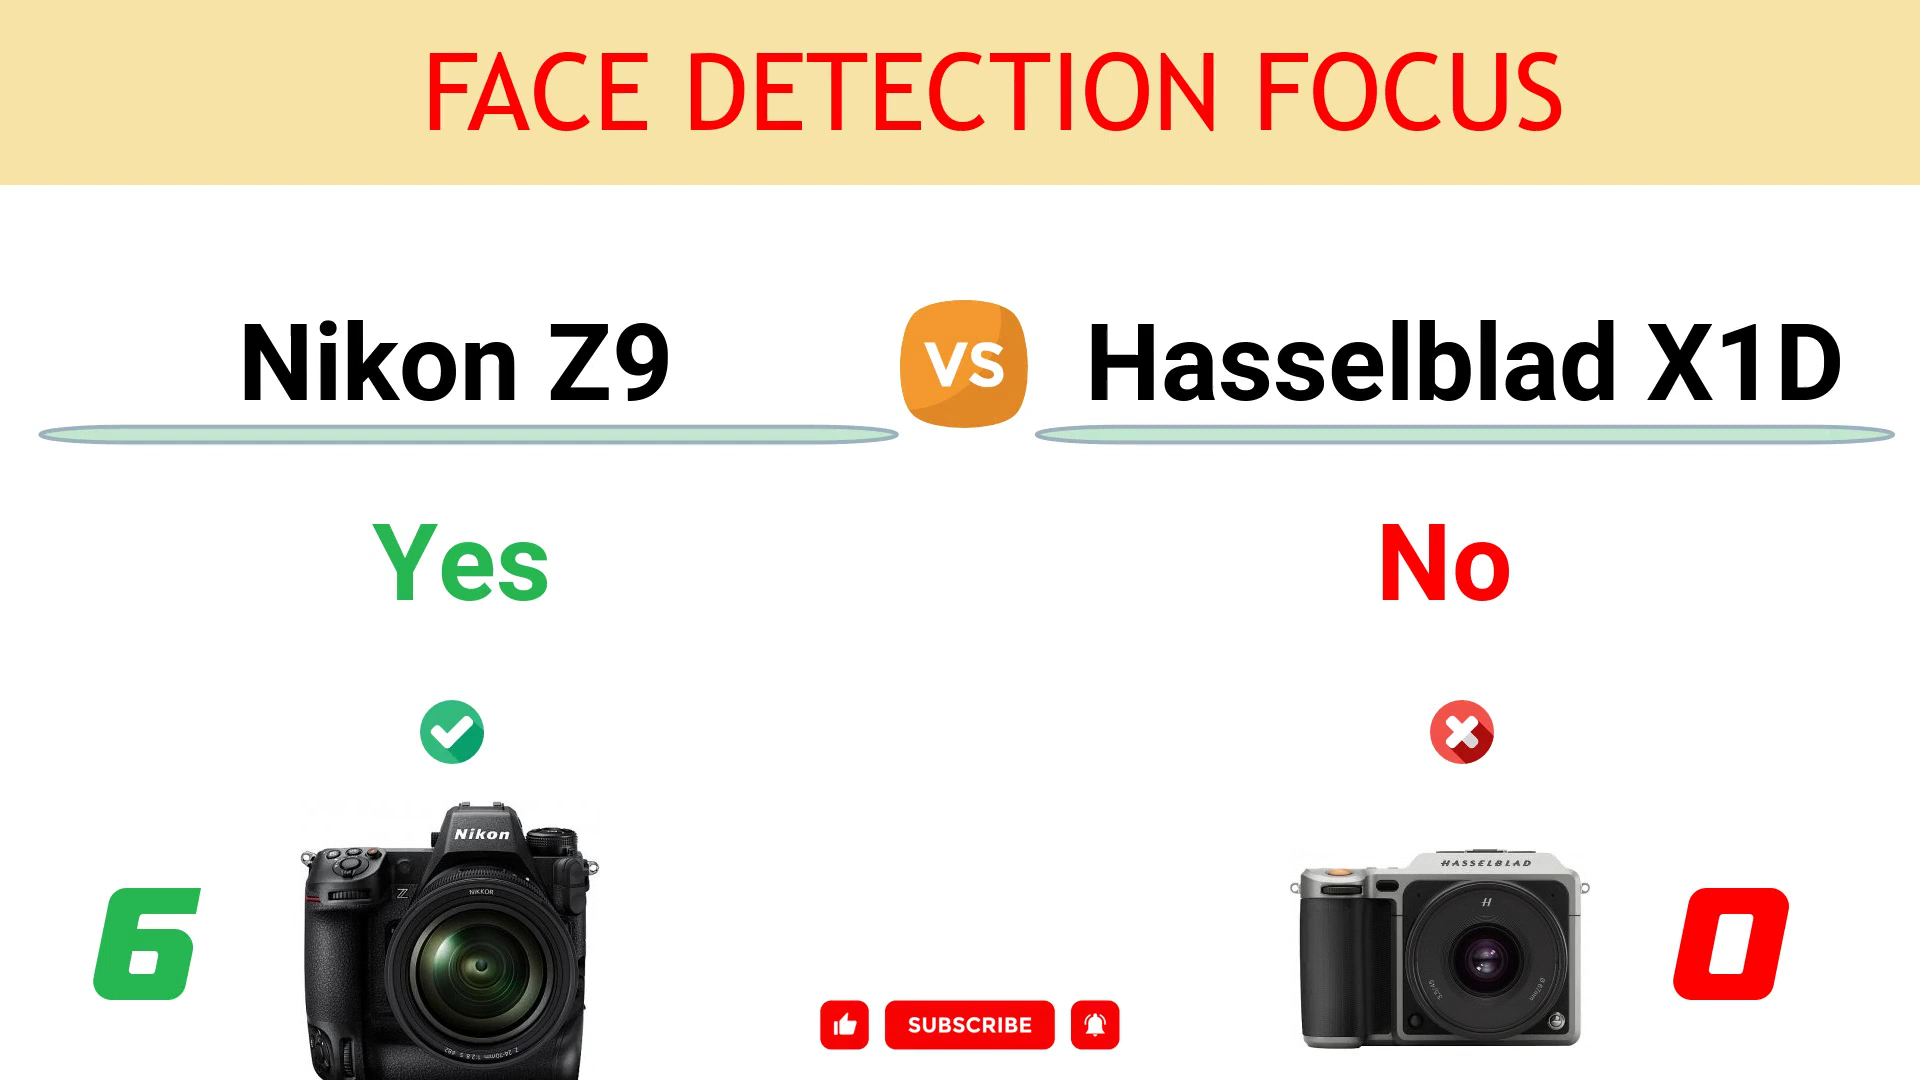 FACE DETECTION FOCUS
Nikon Z9
VS
Hasselblad X1D
Yes
No
Nikon
Z
NIKKOR
HASSELBLAD
H
6
0
SUBSCRIBE